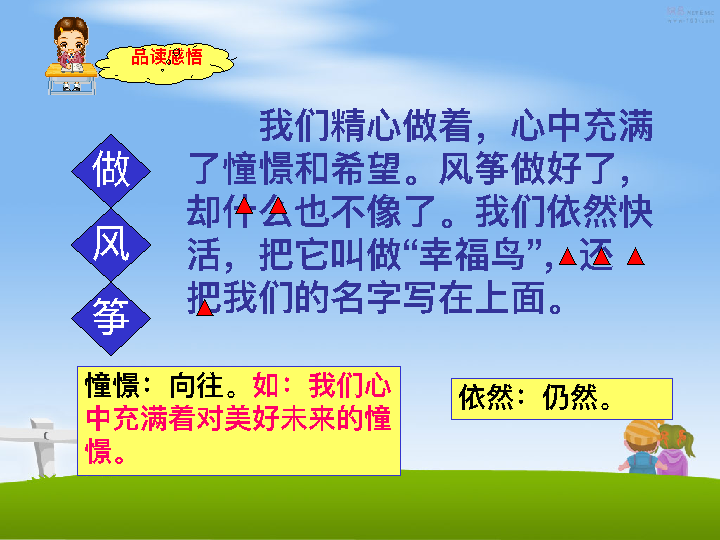 品读感悟
做
风
筝
我们精心做着，心中充满
了憧憬和希望。风筝做好了，
却什么也不像了。我们依然快
活，把它叫做“幸福鸟”，还
把我们的名字写在上面。
憧憬：向往。如：我们心
中充满着对美好未来的憧
憬。
依然：仍然。